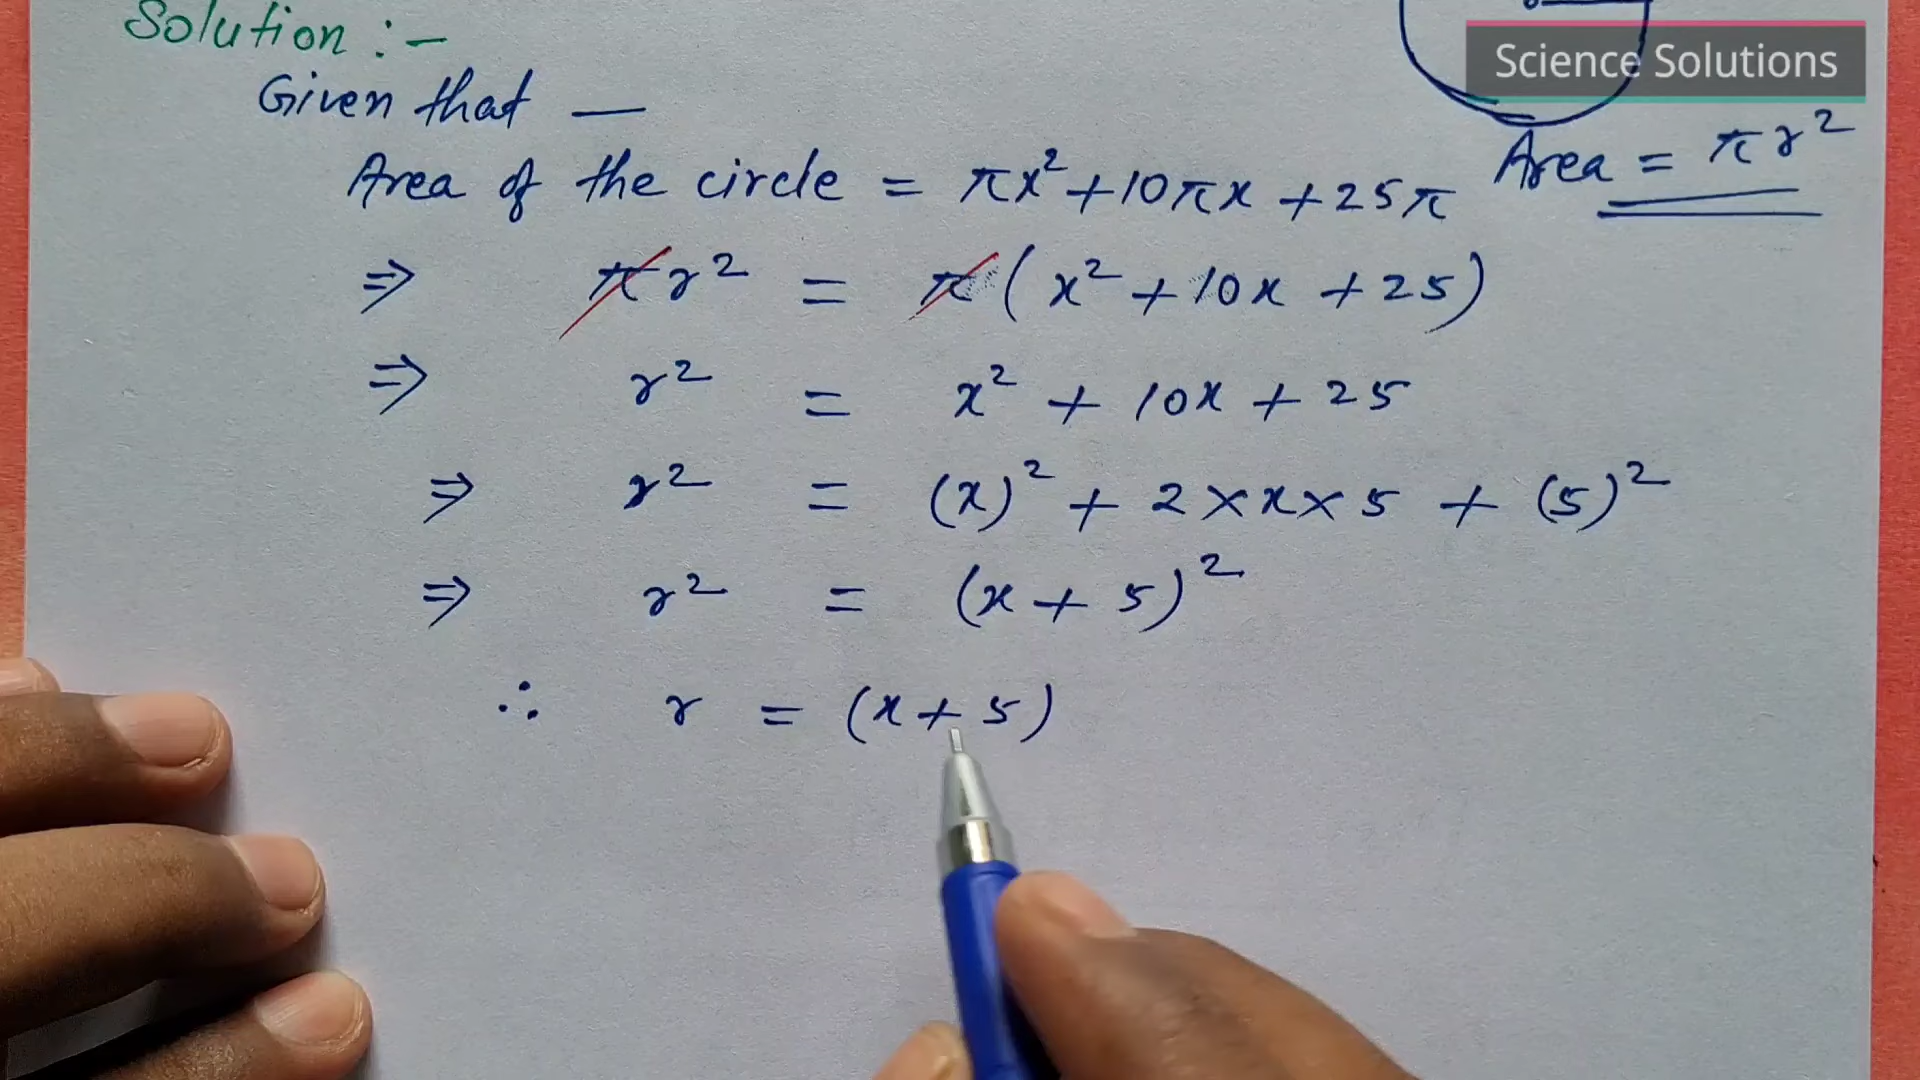 Solution :-
Science Solutions
Given that —
Area = πr²
Area of the circle = πx²+10πx+25π
⇒ πr² = π(x²+10x+25)
⇒ r² = x² + 10x + 25
⇒ r² = (x)² + 2×x×5 + (5)²
⇒ r² = (x+5)²
∴ r = (x+5)